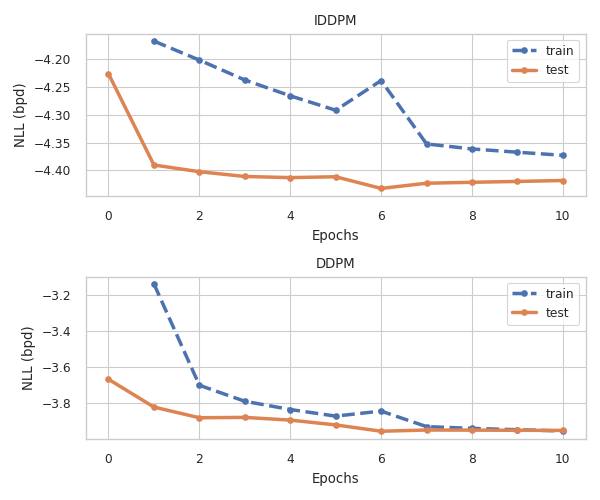 IDDPM
NLL (bpd)
−4.20
−4.25
−4.30
−4.35
−4.40
train
test
0 2 4 6 8 10
Epochs
DDPM
NLL (bpd)
−3.2
−3.4
−3.6
−3.8
train
test
0 2 4 6 8 10
Epochs